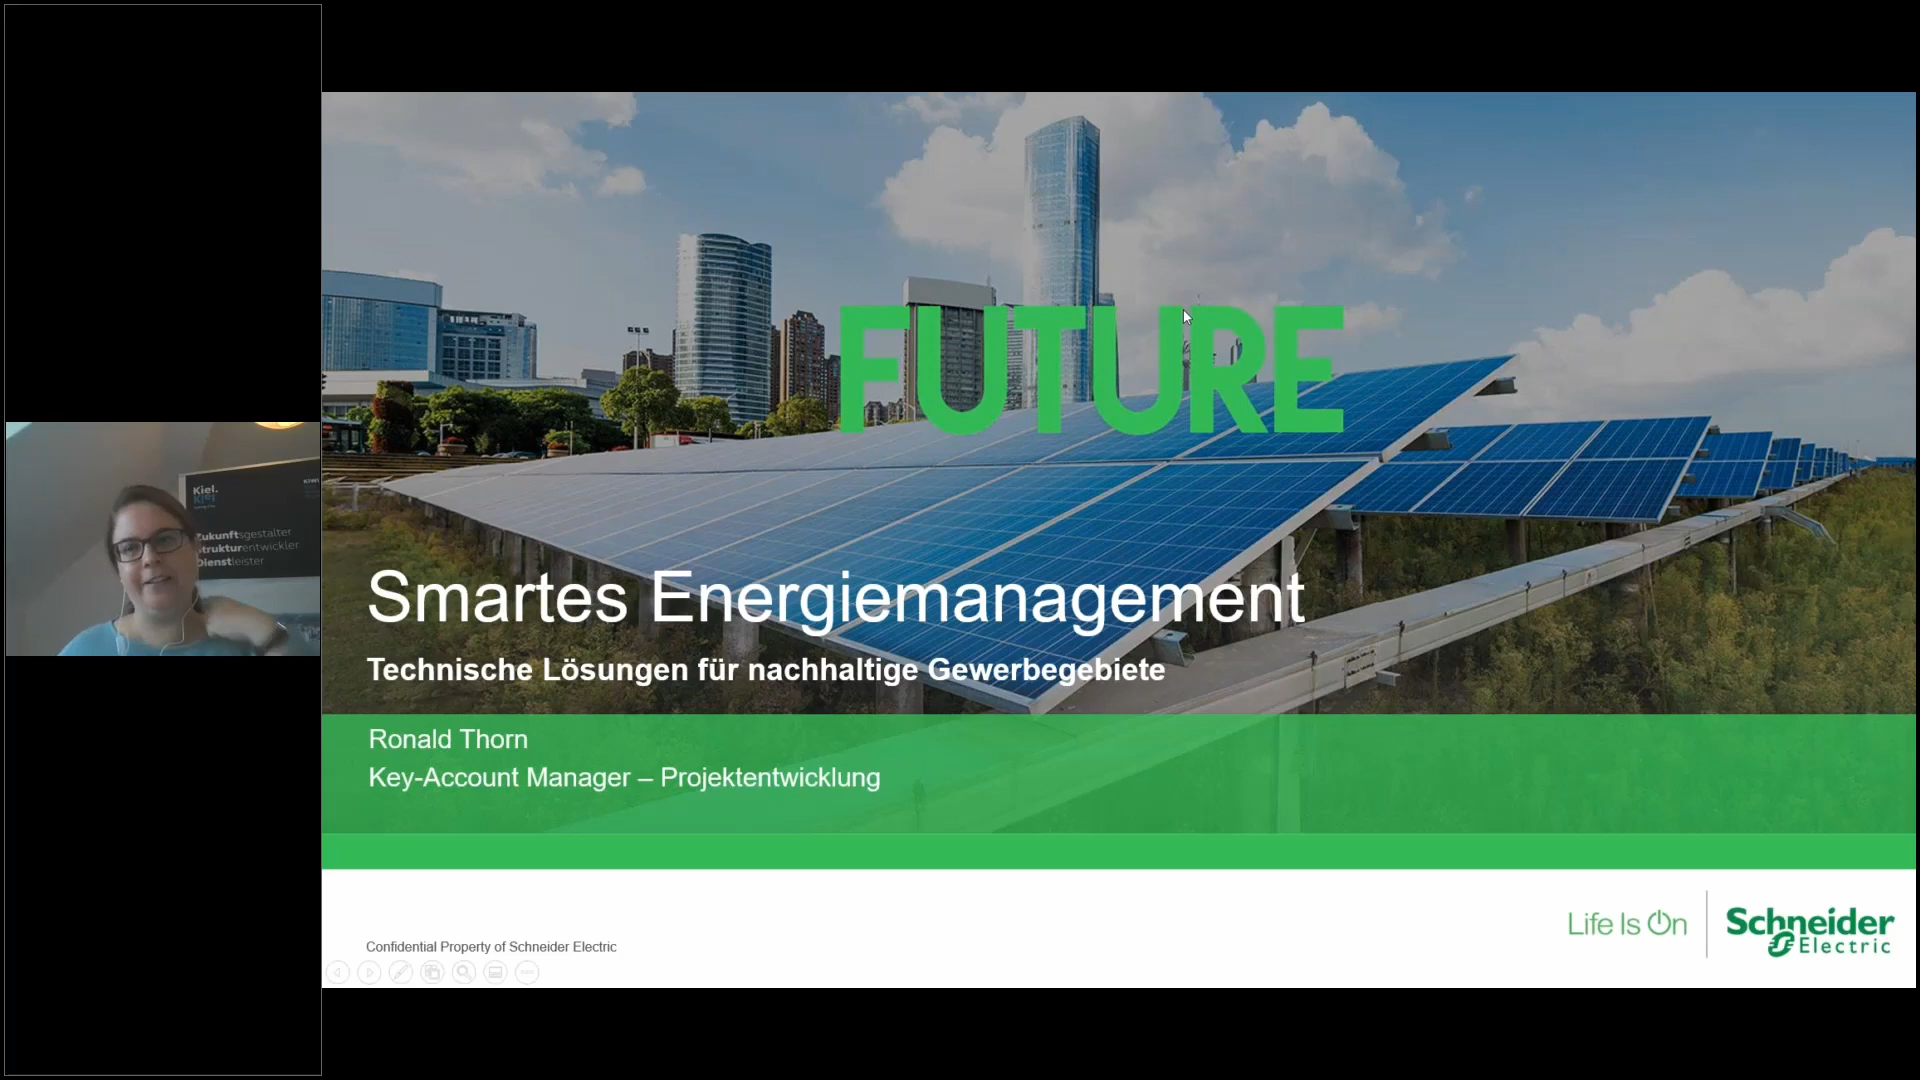 Kiel.
Kiel
Zukunftsgestalter
Strukturentwickler
Dienstleister
FUTURE
Smartes Energiemanagement
Technische Lösungen für nachhaltige Gewerbegebiete
Ronald Thorn
Key-Account Manager – Projektentwicklung
Life Is On
Schneider
Electric
Confidential Property of Schneider Electric